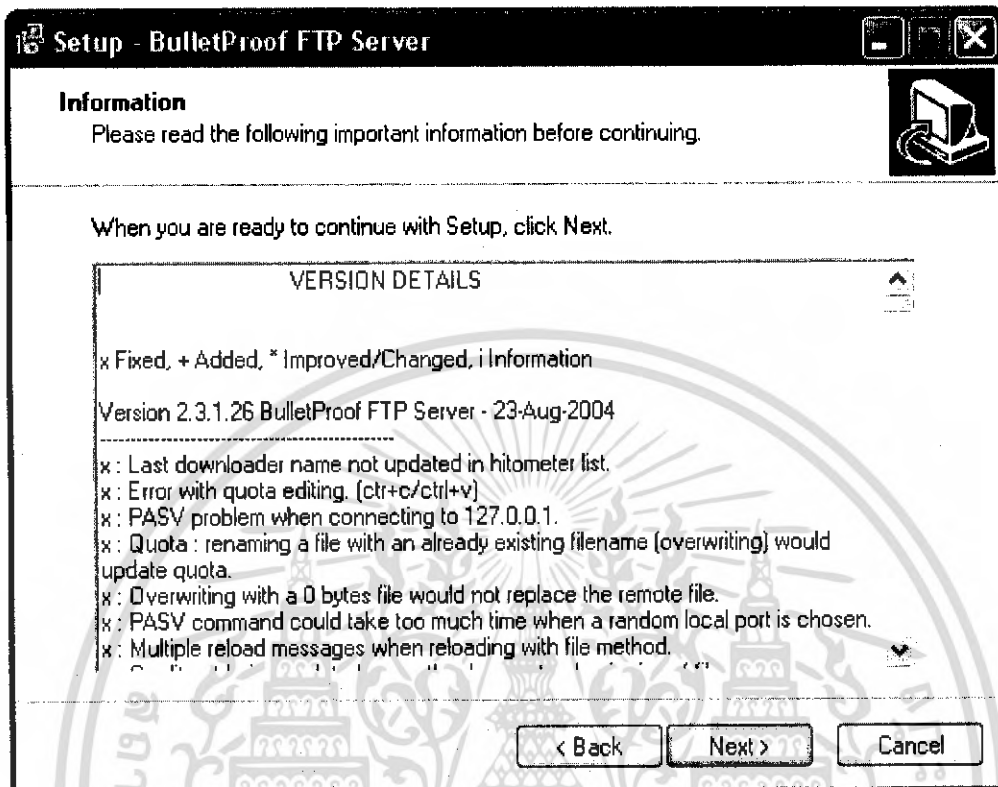 Setup - BulletProof FTP Server
Information
Please read the following important information before continuing.
When you are ready to continue with Setup, click Next.
VERSION DETAILS
x Fixed, + Added, * Improved/Changed, i Information
Version 2.3.1.26 BulletProof FTP Server - 23-Aug-2004
-----------------------------------------------
x : Last downloader name not updated in hitometer list.
x : Error with quota editing. (ctr+c/ctrl+v)
x : PASV problem when connecting to 127.0.0.1.
x : Quota : renaming a file with an already existing filename (overwriting) would
update quota.
x : Overwriting with a 0 bytes file would not replace the remote file.
x : PASV command could take too much time when a random local port is chosen.
x : Multiple reload messages when reloading with file method.
< Back
Next >
Cancel